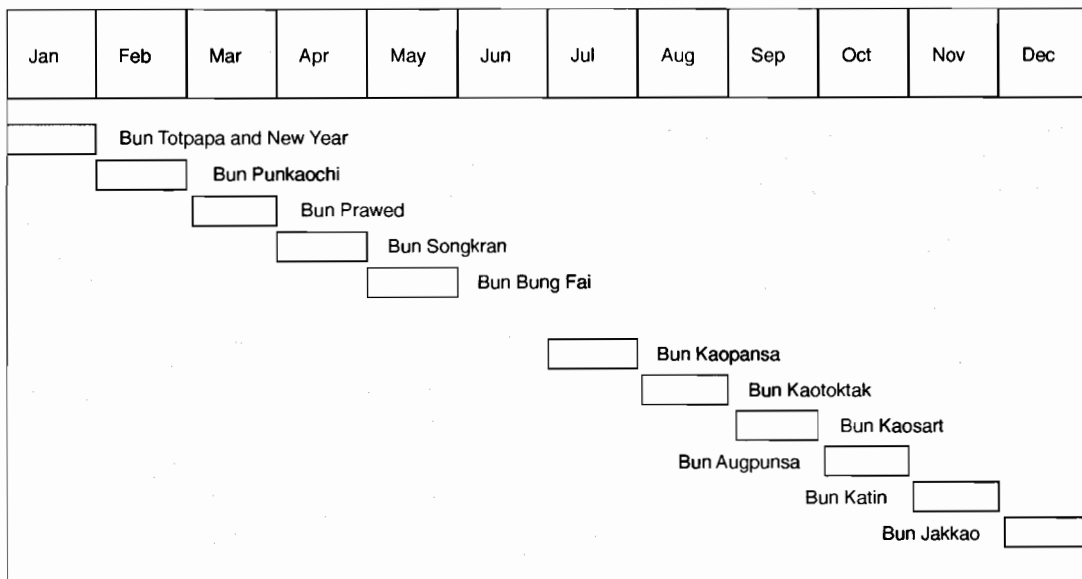 Jan Feb Mar Apr May Jun Jul Aug Sep Oct Nov Dec
Bun Totpapa and New Year
Bun Punkaochi
Bun Prawed
Bun Songkran
Bun Bung Fai
Bun Kaopansa
Bun Kaotoktak
Bun Kaosart
Bun Augpunsa
Bun Katin
Bun Jakkao